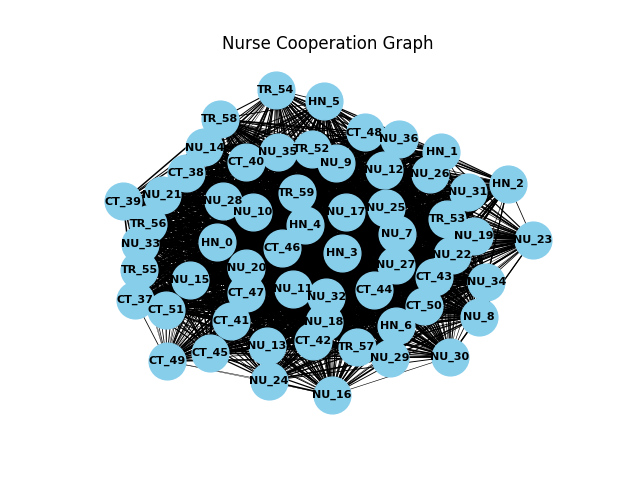 Nurse Cooperation Graph
TR_54
HN_5
TR_58
CT_48
NU_36
NU_14
NU_35
TR_52
HN_1
CT_40
NU_9
NU_12
CT_38
NU_26
HN_2
NU_31
NU_21
TR_59
CT_39
NU_28
NU_10
NU_17
NU_25
TR_53
TR_56
HN_4
NU_7
NU_19
NU_33
HN_0
NU_23
CT_46
HN_3
NU_22
NU_20
NU_27
TR_55
CT_43
NU_15
NU_34
NU_11
CT_44
CT_47
NU_32
CT_37
CT_50
CT_51
NU_8
CT_41
NU_18
HN_6
CT_42
NU_13
TR_57
CT_45
NU_29
NU_30
CT_49
NU_24
NU_16